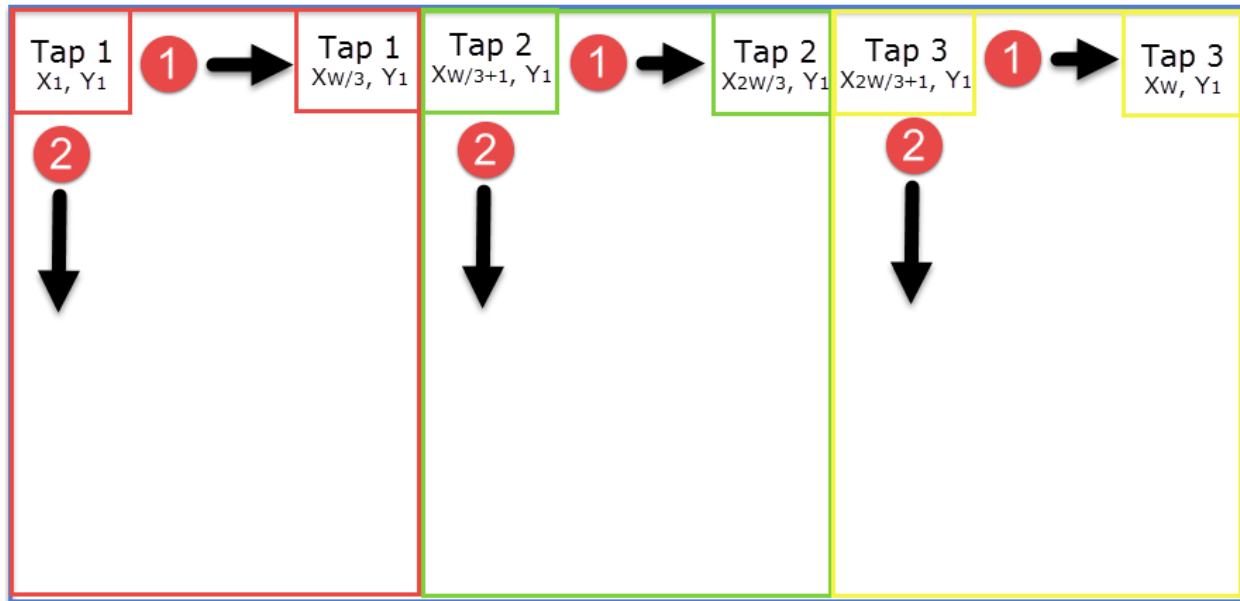 Tap 1
X1, Y1
1
Tap 1
XW/3, Y1
Tap 2
XW/3+1, Y1
1
Tap 2
X2W/3, Y1
Tap 3
X2W/3+1, Y1
1
Tap 3
XW, Y1
2
2
2